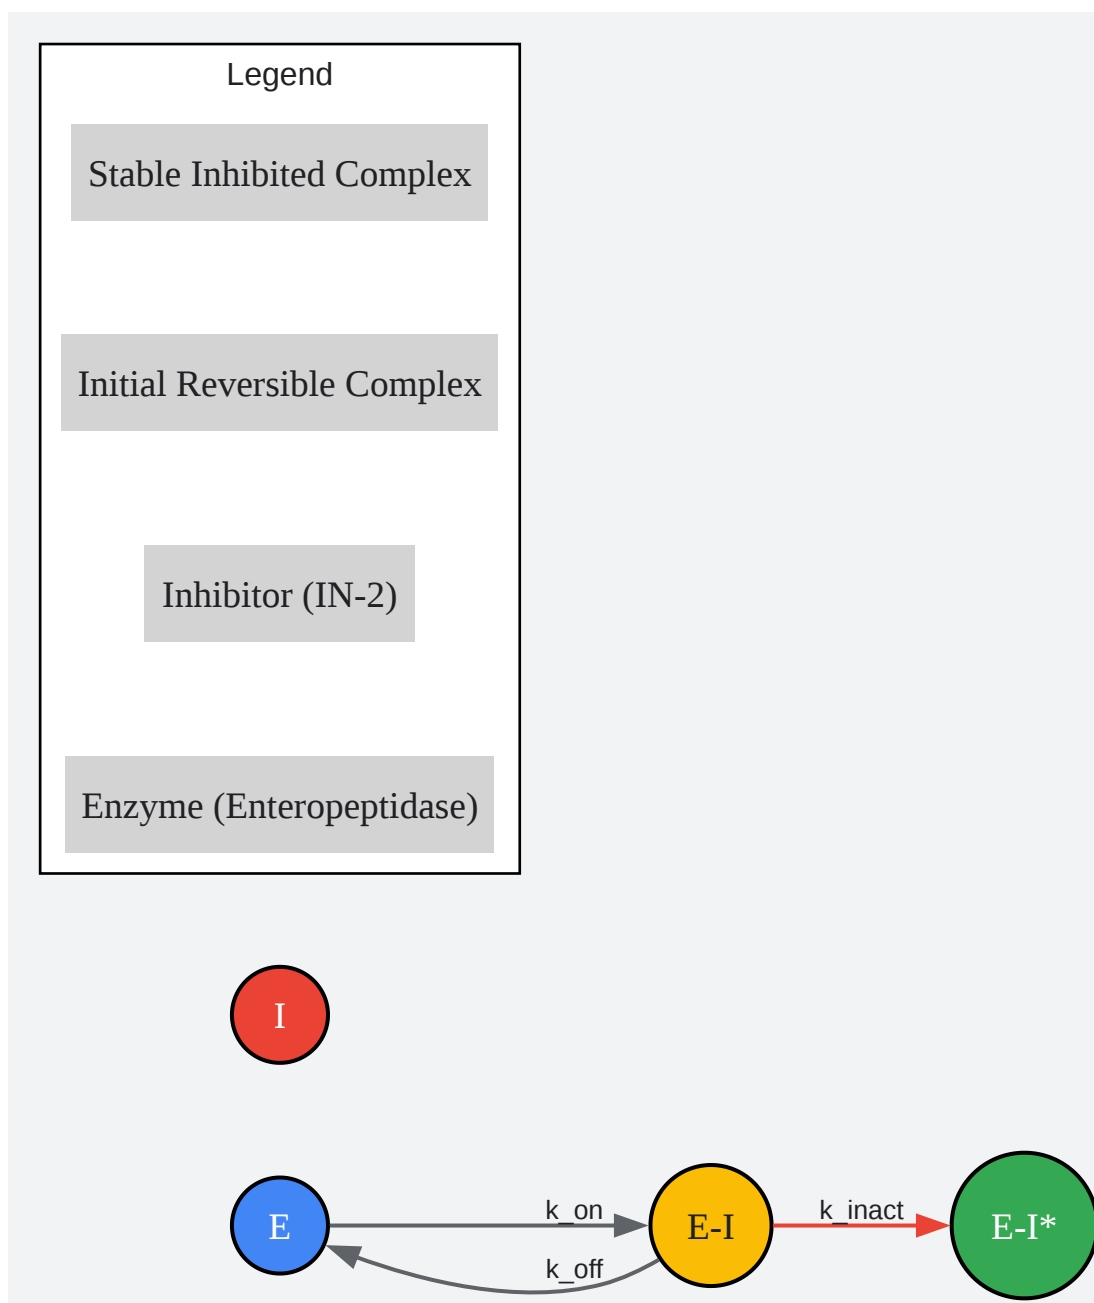 Legend
Stable Inhibited Complex
Initial Reversible Complex
Inhibitor (IN-2)
Enzyme (Enteropeptidase)
I
E
k_on
k_off
E-I
k_inact
E-I*